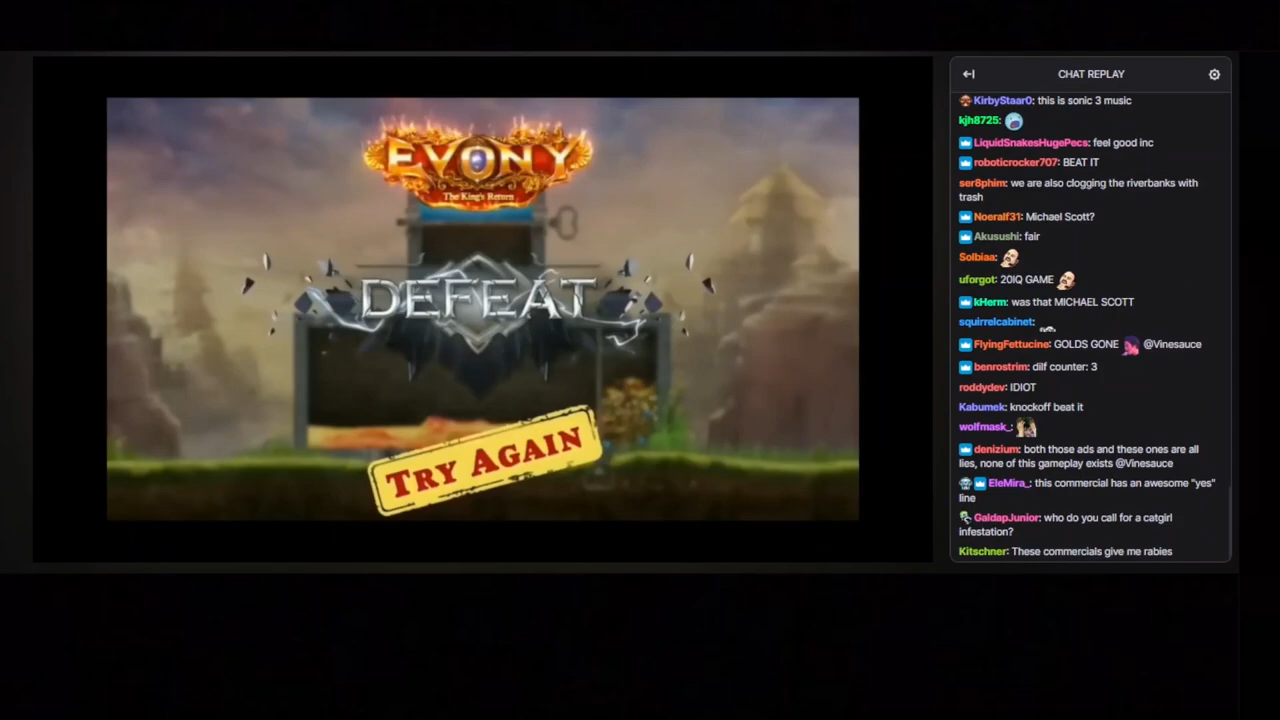 EVONY
The King's Return
DEFEAT
TRY AGAIN
CHAT REPLAY
KirbyStaar0: this is sonic 3 music
kjh8725:
LiquidSnakesHugePecs: feel good inc
roboticrocker707: BEAT IT
ser8phim: we are also clogging the riverbanks with
trash
Noeralf31: Michael Scott?
Akusushi: fair
Solbiaa:
uforgot: 20IQ GAME
kHerm: was that MICHAEL SCOTT
squirrelcabinet:
FlyingFettucine: GOLDS GONE @Vinesauce
benrostrim: dilf counter: 3
roddydev: IDIOT
Kabumek: knockoff beat it
wolfmask_:
denizium: both those ads and these ones are all
lies, none of this gameplay exists @Vinesauce
EleMira_: this commercial has an awesome "yes"
line
GaldapJunior: who do you call for a catgirl
infestation?
Kitschner: These commercials give me rabies